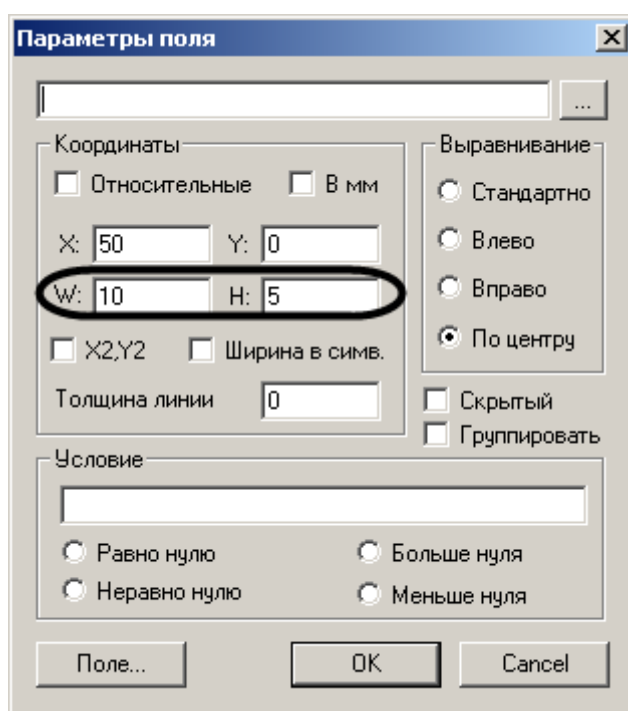 Параметры поля
...
Координаты
Выравнивание
Относительные В мм
Стандартно
X: 50 Y: 0
Влево
W: 10 H: 5
Вправо
X2,Y2 Ширина в симв.
По центру
Толщина линии 0
Скрытый
Группировать
Условие
Равно нулю Больше нуля
Неравно нулю Меньше нуля
Поле... OK Cancel